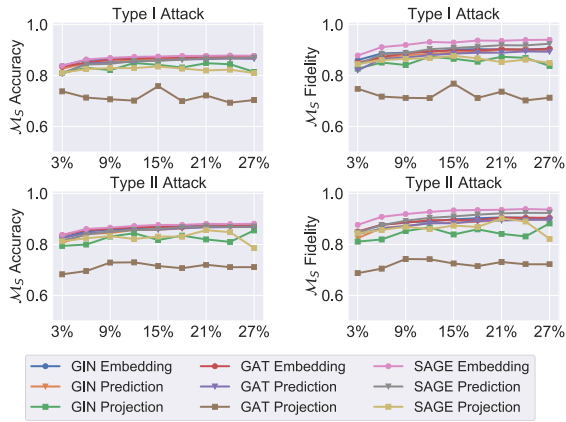 Type I Attack
Type I Attack
1.0
0.8
0.6
3% 9% 15% 21% 27%
M_S Accuracy
1.0
0.8
0.6
3% 9% 15% 21% 27%
M_S Fidelity
Type II Attack
Type II Attack
1.0
0.8
0.6
3% 9% 15% 21% 27%
M_S Accuracy
1.0
0.8
0.6
3% 9% 15% 21% 27%
M_S Fidelity
GIN Embedding GAT Embedding SAGE Embedding
GIN Prediction GAT Prediction SAGE Prediction
GIN Projection GAT Projection SAGE Projection